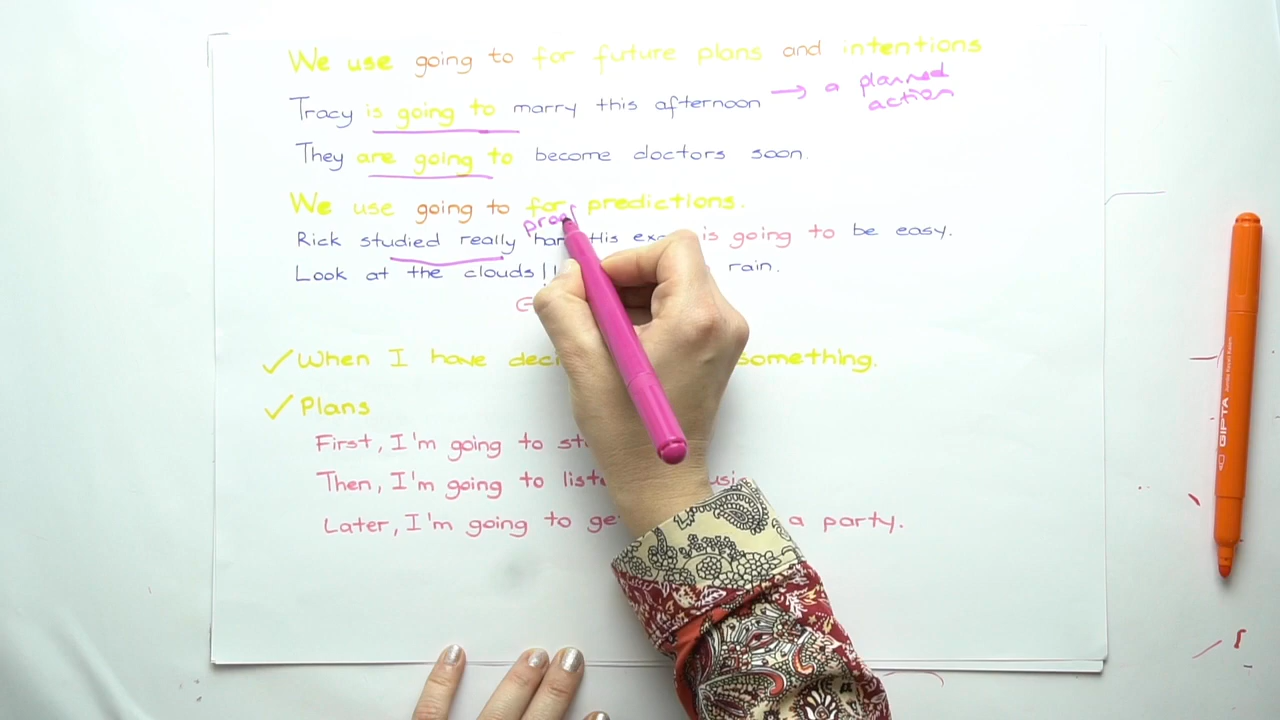 We use going to for future plans and intentions
Tracy is going to marry this afternoon → a planned
action
They are going to become doctors soon.
We use going to for predictions.
proof
Rick studied really His is going to be easy.
Look at the clouds!! rain.
✓ When I have something.
✓ Plans
First, I'm going to
Then, I'm going to
Later, I'm going to a party.
GIPTA